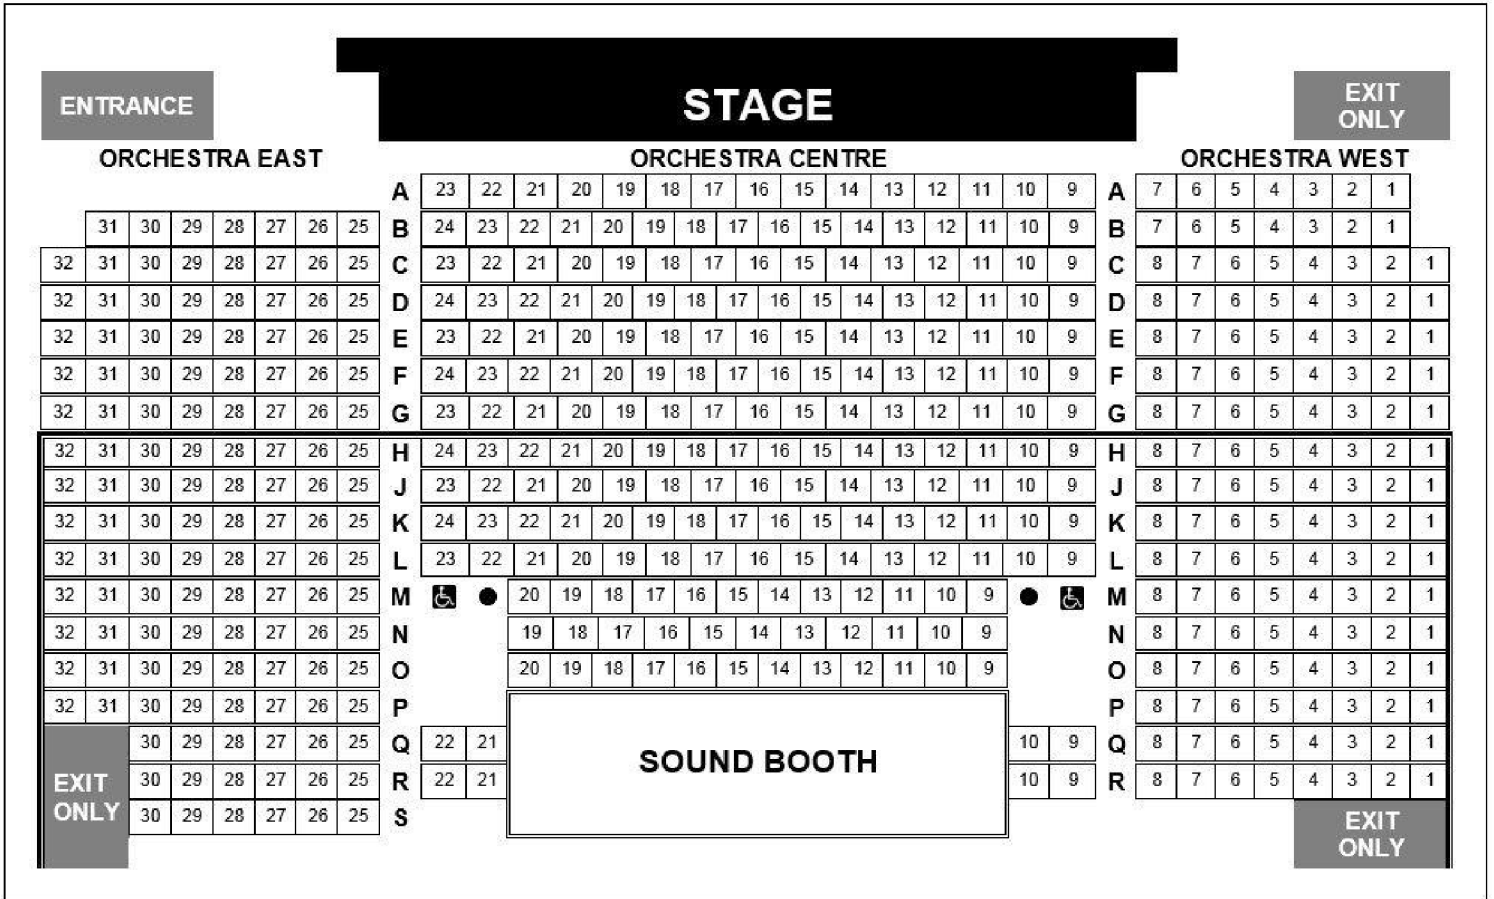 STAGE
ENTRANCE
EXIT
ONLY
ORCHESTRA EAST ORCHESTRA CENTRE ORCHESTRA WEST
A 23 22 21 20 19 18 17 16 15 14 13 12 11 10 9 A 7 6 5 4 3 2 1
31 30 29 28 27 26 25 B 24 23 22 21 20 19 18 17 16 15 14 13 12 11 10 9 B 7 6 5 4 3 2 1
32 31 30 29 28 27 26 25 C 23 22 21 20 19 18 17 16 15 14 13 12 11 10 9 C 8 7 6 5 4 3 2 1
32 31 30 29 28 27 26 25 D 24 23 22 21 20 19 18 17 16 15 14 13 12 11 10 9 D 8 7 6 5 4 3 2 1
32 31 30 29 28 27 26 25 E 23 22 21 20 19 18 17 16 15 14 13 12 11 10 9 E 8 7 6 5 4 3 2 1
32 31 30 29 28 27 26 25 F 24 23 22 21 20 19 18 17 16 15 14 13 12 11 10 9 F 8 7 6 5 4 3 2 1
32 31 30 29 28 27 26 25 G 23 22 21 20 19 18 17 16 15 14 13 12 11 10 9 G 8 7 6 5 4 3 2 1
32 31 30 29 28 27 26 25 H 24 23 22 21 20 19 18 17 16 15 14 13 12 11 10 9 H 8 7 6 5 4 3 2 1
32 31 30 29 28 27 26 25 J 23 22 21 20 19 18 17 16 15 14 13 12 11 10 9 J 8 7 6 5 4 3 2 1
32 31 30 29 28 27 26 25 K 24 23 22 21 20 19 18 17 16 15 14 13 12 11 10 9 K 8 7 6 5 4 3 2 1
32 31 30 29 28 27 26 25 L 23 22 21 20 19 18 17 16 15 14 13 12 11 10 9 L 8 7 6 5 4 3 2 1
32 31 30 29 28 27 26 25 M 20 19 18 17 16 15 14 13 12 11 10 9 M 8 7 6 5 4 3 2 1
32 31 30 29 28 27 26 25 N 19 18 17 16 15 14 13 12 11 10 9 N 8 7 6 5 4 3 2 1
32 31 30 29 28 27 26 25 O 20 19 18 17 16 15 14 13 12 11 10 9 O 8 7 6 5 4 3 2 1
32 31 30 29 28 27 26 25 P P 8 7 6 5 4 3 2 1
30 29 28 27 26 25 Q 22 21 10 9 Q 8 7 6 5 4 3 2 1
SOUND BOOTH
30 29 28 27 26 25 R 22 21 10 9 R 8 7 6 5 4 3 2 1
30 29 28 27 26 25 S
EXIT
ONLY
EXIT
ONLY